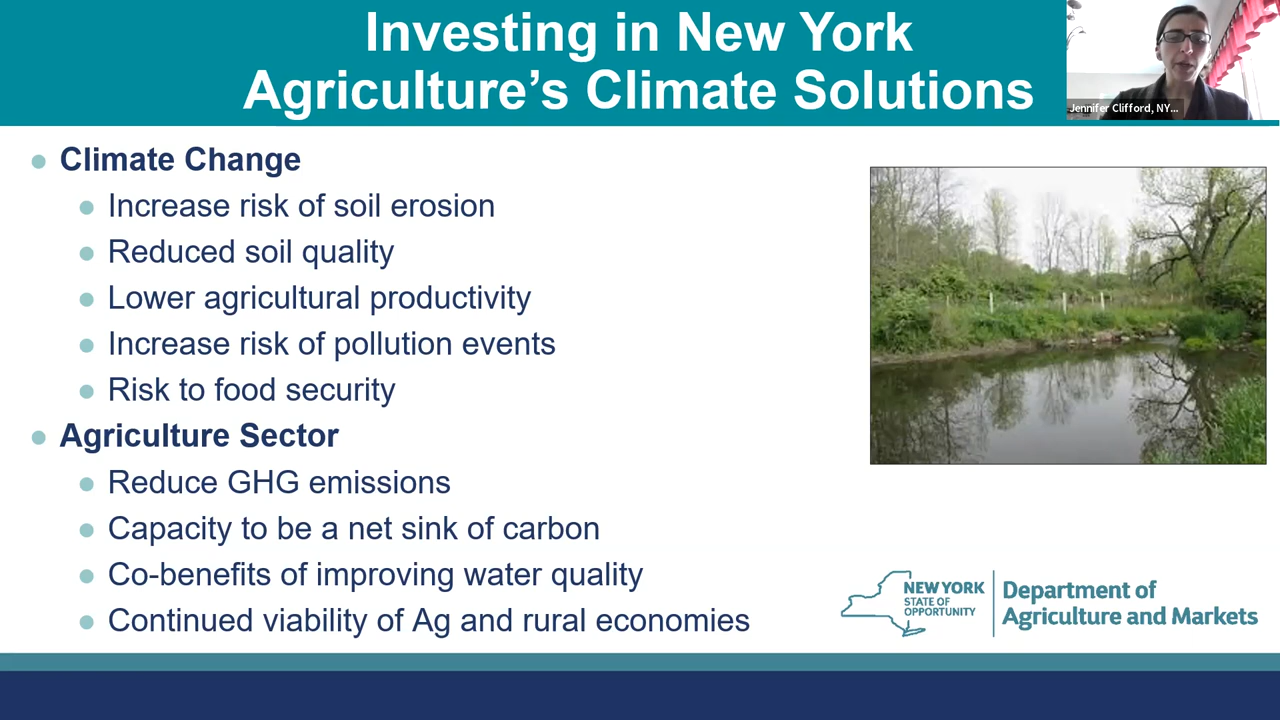 Investing in New York
Agriculture's Climate Solutions
Jennifer Clifford, NY...
Climate Change
Increase risk of soil erosion
Reduced soil quality
Lower agricultural productivity
Increase risk of pollution events
Risk to food security
Agriculture Sector
Reduce GHG emissions
Capacity to be a net sink of carbon
Co-benefits of improving water quality
Continued viability of Ag and rural economies
NEW YORK
STATE OF
OPPORTUNITY
Department of
Agriculture and Markets